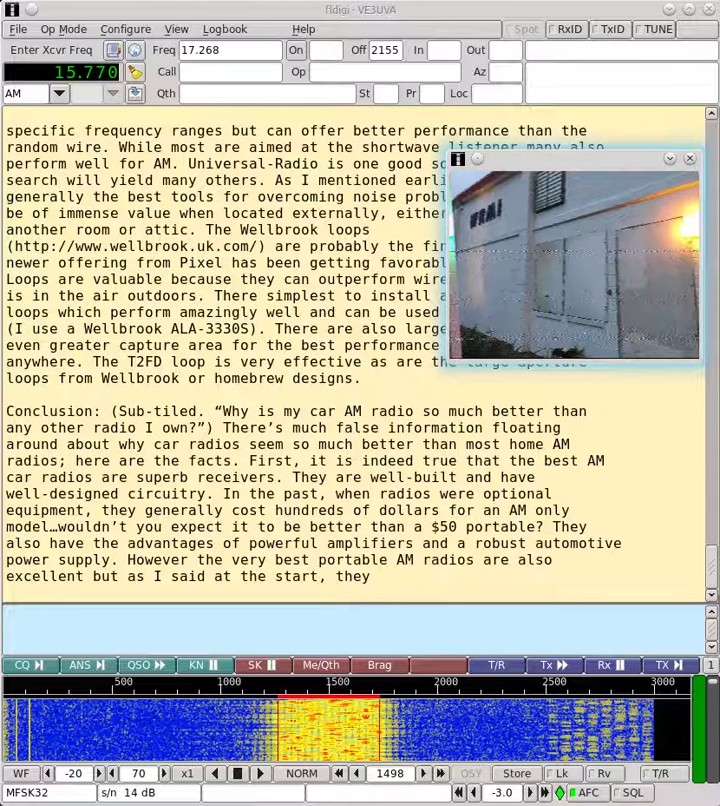 fldigi - VE3UVA
File Op Mode Configure View Logbook Help Spot RxID TxID TUNE
Enter Xcvr Freq Freq 17.268 On Off 2155 In Out
15.770 Call Op Az
AM Qth St Pr Loc
specific frequency ranges but can offer better performance than the
random wire. While most are aimed at the shortwave listener many also
perform well for AM. Universal-Radio is one good so
search will yield many others. As I mentioned earli
generally the best tools for overcoming noise probl
be of immense value when located externally, either
another room or attic. The Wellbrook loops
(http://www.wellbrook.uk.com/) are probably the fin
newer offering from Pixel has been getting favorabl
Loops are valuable because they can outperform wire
is in the air outdoors. There simplest to install a
loops which perform amazingly well and can be used
(I use a Wellbrook ALA-3330S). There are also large
even greater capture area for the best performance
anywhere. The T2FD loop is very effective as are the large aperture
loops from Wellbrook or homebrew designs.
WRMI
Conclusion: (Sub-tiled. “Why is my car AM radio so much better than
any other radio I own?”) There’s much false information floating
around about why car radios seem so much better than most home AM
radios; here are the facts. First, it is indeed true that the best AM
car radios are superb receivers. They are well-built and have
well-designed circuitry. In the past, when radios were optional
equipment, they generally cost hundreds of dollars for an AM only
model…wouldn’t you expect it to be better than a $50 portable? They
also have the advantages of powerful amplifiers and a robust automotive
power supply. However the very best portable AM radios are also
excellent but as I said at the start, they
CQ ANS QSO KN SK Me/Qth Brag T/R Tx Rx TX 1
500 1000 1500 2000 2500 3000
WF -20 70 x1 NORM 1498 QSY Store Lk Rv T/R
MFSK32 s/n 14 dB -3.0 AFC SQL